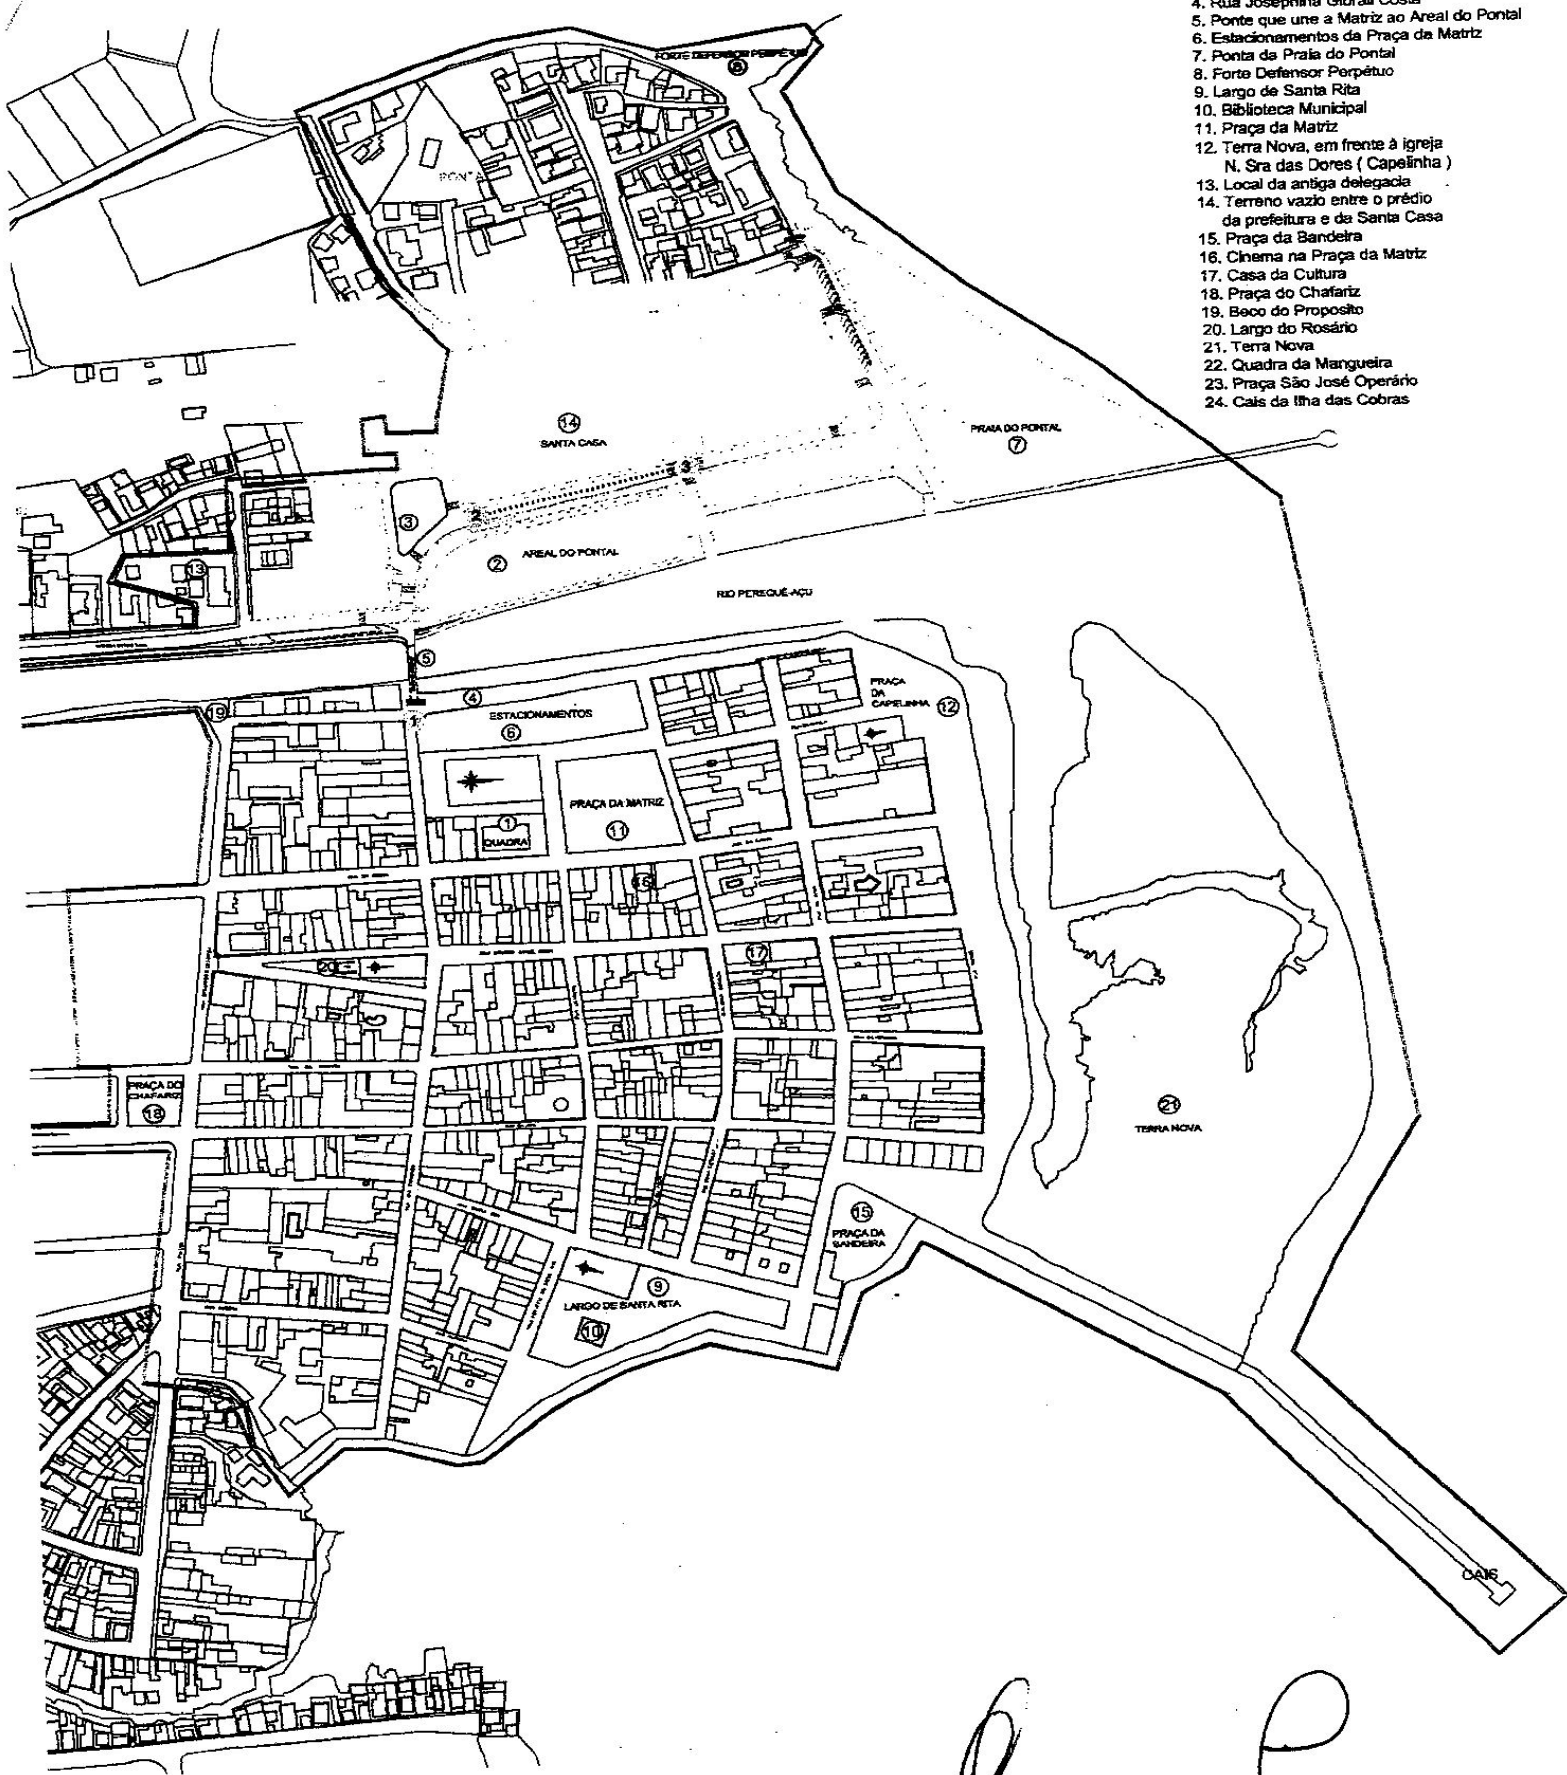 4. Rua Josephina Costa
5. Ponte que une a Matriz ao Areal do Pontal
6. Estacionamentos da Praça da Matriz
7. Ponta da Praia do Pontal
8. Forte Defensor Perpétuo
9. Largo de Santa Rita
10. Biblioteca Municipal
11. Praça da Matriz
12. Terra Nova, em frente à igreja
N. Sra das Dores ( Capelinha )
13. Local da antiga delegacia
14. Terreno vazio entre o prédio
da prefeitura e da Santa Casa
15. Praça da Bandeira
16. Cinema na Praça da Matriz
17. Casa da Cultura
18. Praça do Chafariz
19. Beco do Proposito
20. Largo do Rosário
21. Terra Nova
22. Quadra da Mangueira
23. Praça São José Operário
24. Cais da Ilha das Cobras
FORTE DEFENSOR PERPÉTUO
8
14
SANTA CASA
PRAIA DO PONTAL
7
3
2
3
2
AREAL DO PONTAL
13
RIO PEREQUÊ-AÇU
5
4
19
1
ESTACIONAMENTOS
6
PRAÇA
DA
CAPELINHA
12
PRAÇA DA MATRIZ
11
1
QUADRA
16
17
20
PRAÇA DO
CHAFARIZ
18
21
TERRA NOVA
15
PRAÇA DA
BANDEIRA
9
LARGO DE SANTA RITA
10
CAIS